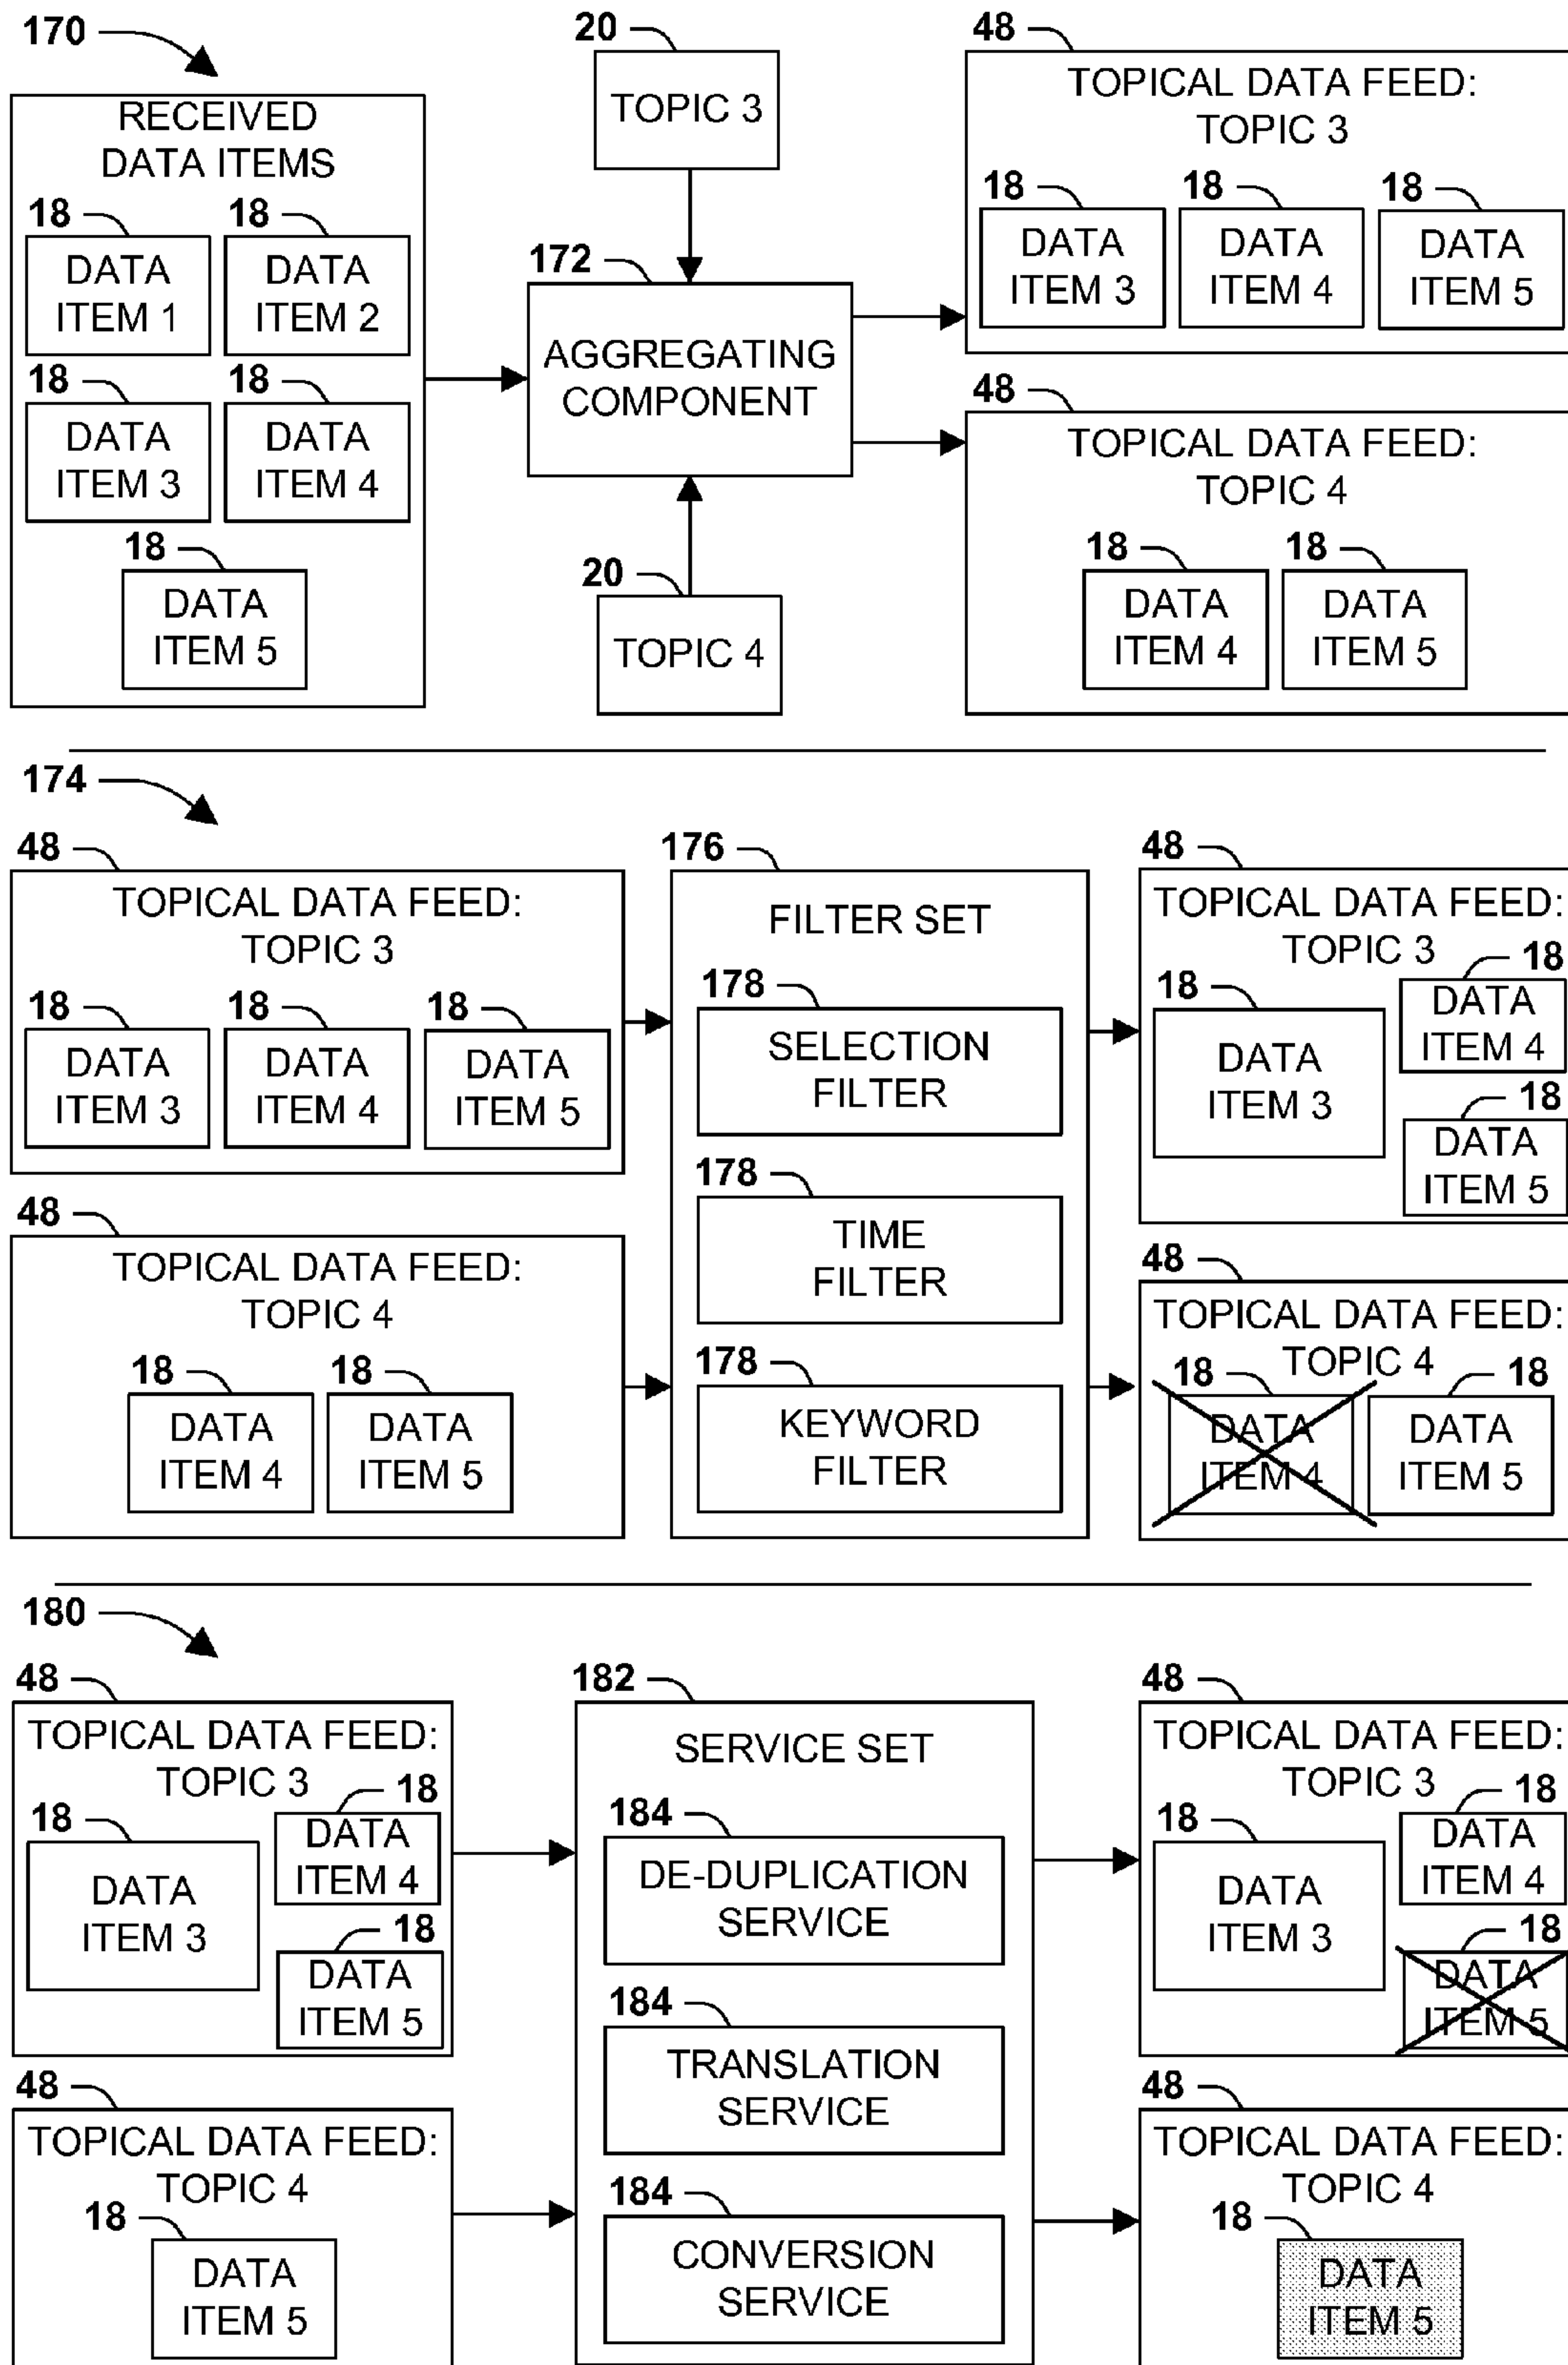 170
RECEIVED
DATA ITEMS
18
DATA
ITEM 1
18
DATA
ITEM 2
18
DATA
ITEM 3
18
DATA
ITEM 4
18
DATA
ITEM 5
20
TOPIC 3
172
AGGREGATING
COMPONENT
20
TOPIC 4
48
TOPICAL DATA FEED:
TOPIC 3
18
DATA
ITEM 3
18
DATA
ITEM 4
18
DATA
ITEM 5
48
TOPICAL DATA FEED:
TOPIC 4
18
DATA
ITEM 4
18
DATA
ITEM 5
174
48
TOPICAL DATA FEED:
TOPIC 3
18
DATA
ITEM 3
18
DATA
ITEM 4
18
DATA
ITEM 5
48
TOPICAL DATA FEED:
TOPIC 4
18
DATA
ITEM 4
18
DATA
ITEM 5
176
FILTER SET
178
SELECTION
FILTER
178
TIME
FILTER
178
KEYWORD
FILTER
48
TOPICAL DATA FEED:
TOPIC 3
18
DATA
ITEM 3
18
DATA
ITEM 4
18
DATA
ITEM 5
48
TOPICAL DATA FEED:
TOPIC 4
18
DATA
ITEM 4
18
DATA
ITEM 5
180
48
TOPICAL DATA FEED:
TOPIC 3
18
DATA
ITEM 3
18
DATA
ITEM 4
18
DATA
ITEM 5
48
TOPICAL DATA FEED:
TOPIC 4
18
DATA
ITEM 5
182
SERVICE SET
184
DE-DUPLICATION
SERVICE
184
TRANSLATION
SERVICE
184
CONVERSION
SERVICE
48
TOPICAL DATA FEED:
TOPIC 3
18
DATA
ITEM 3
18
DATA
ITEM 4
18
DATA
ITEM 5
48
TOPICAL DATA FEED:
TOPIC 4
18
DATA
ITEM 5